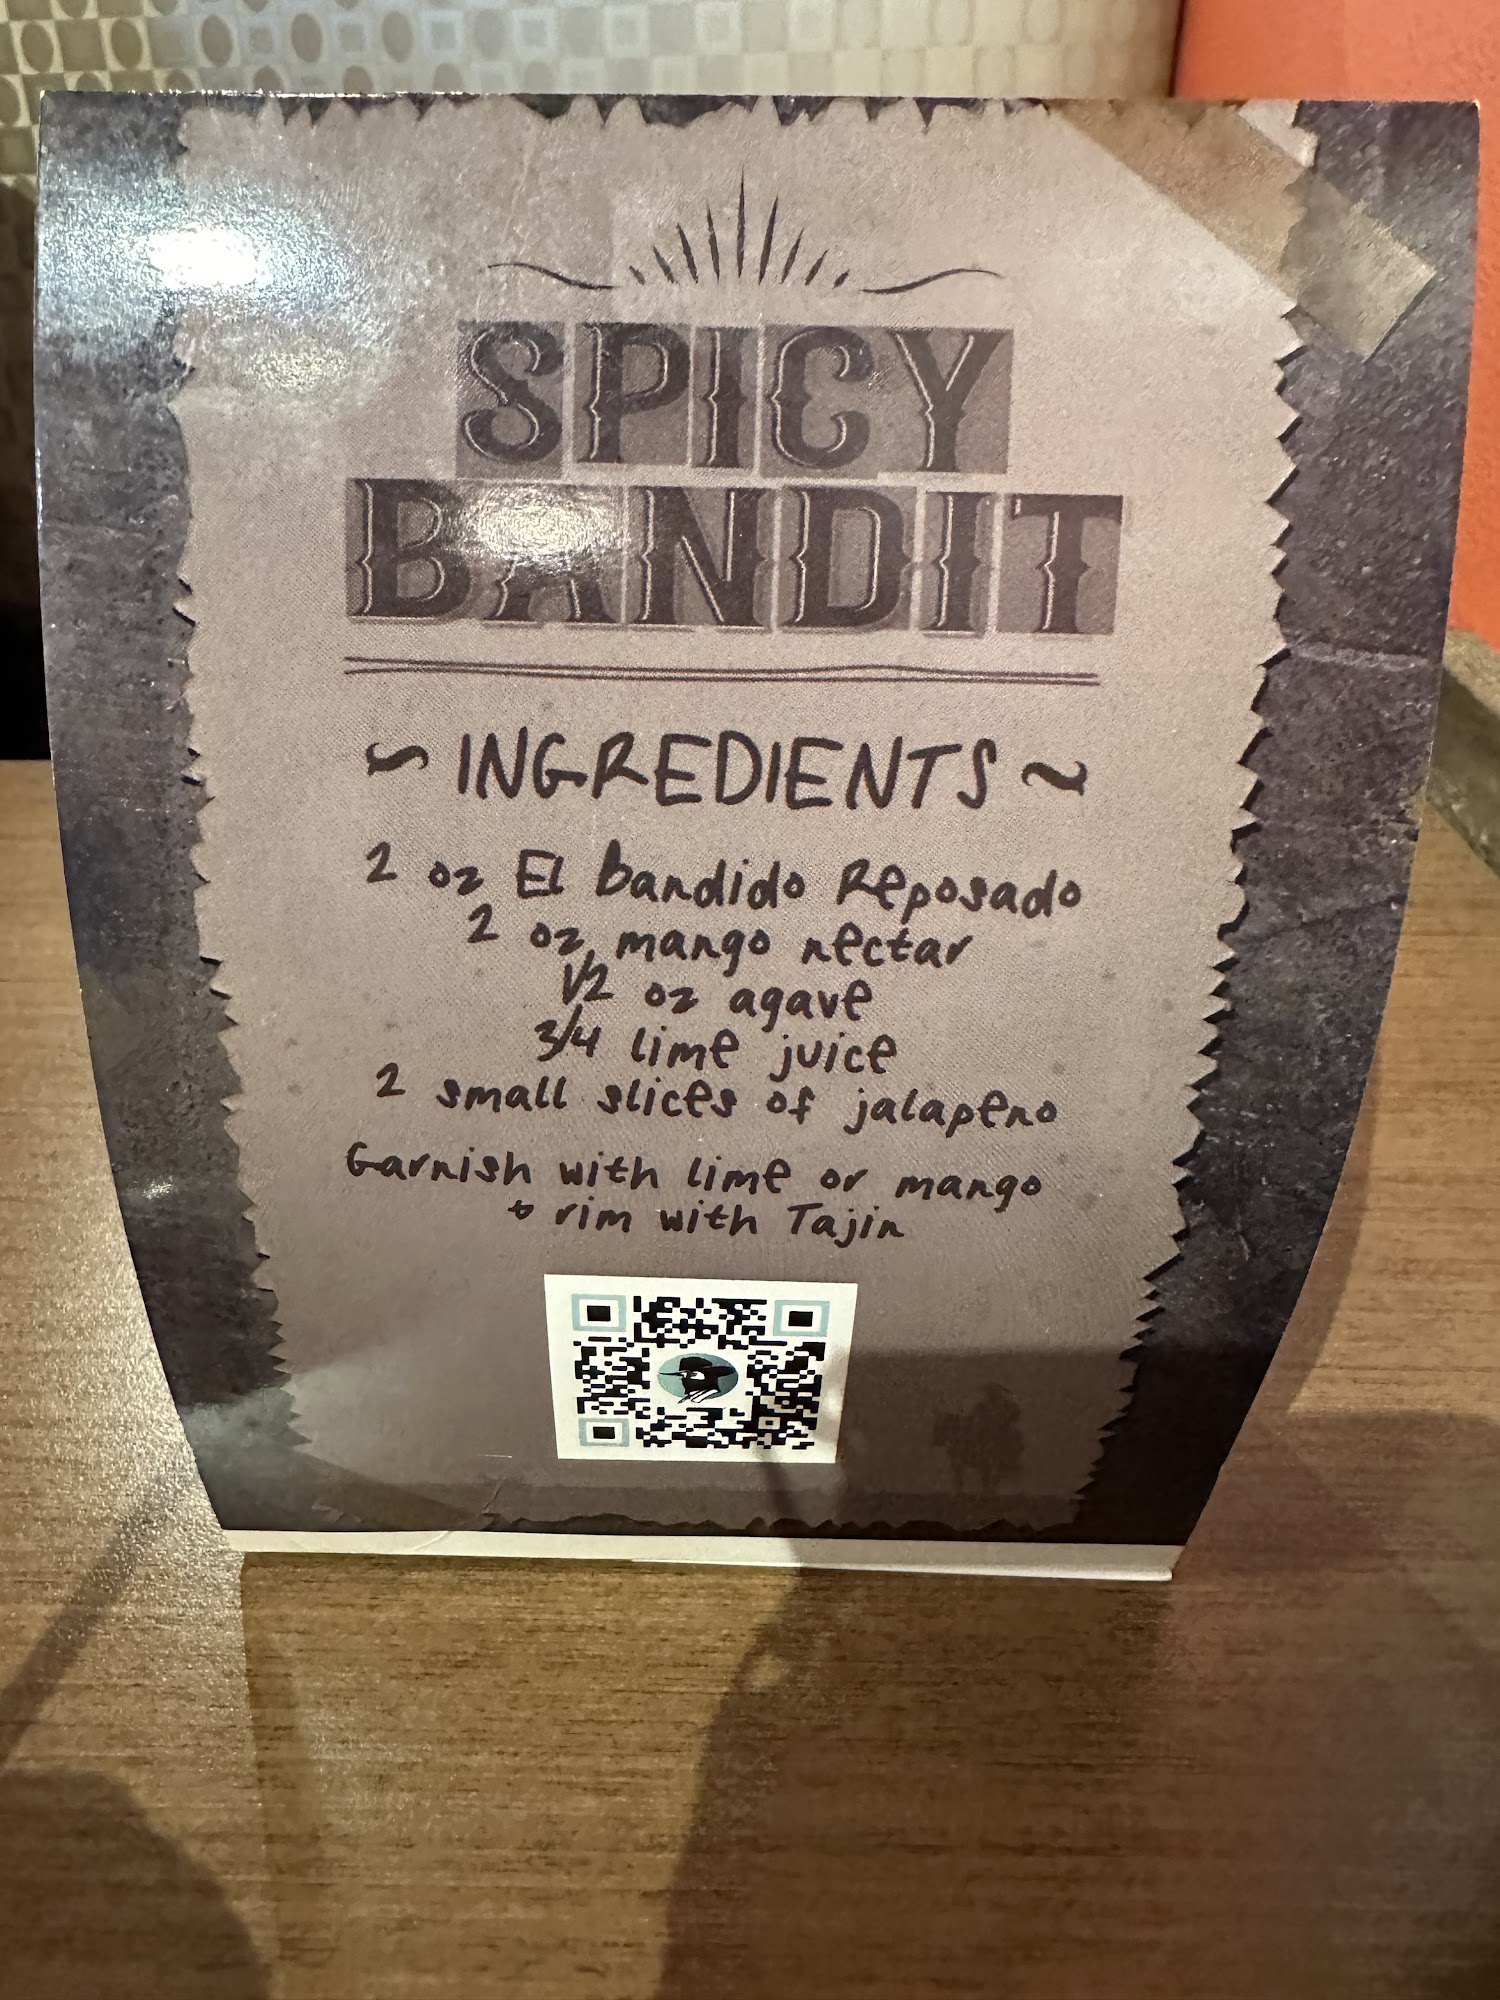 SPICY
BANDIT
~ INGREDIENTS ~
2 oz El bandido Reposado
2 oz mango nectar
1/2 oz agave
3/4 lime juice
2 small slices of jalapeno
Garnish with lime or mango
+ rim with Tajin